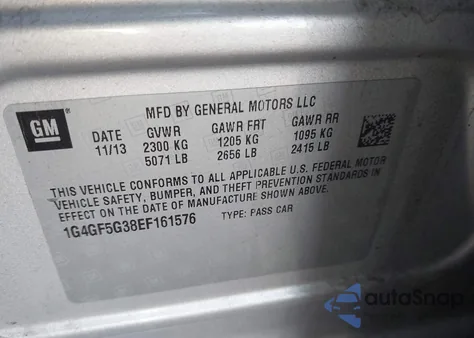 GM
MFD BY GENERAL MOTORS LLC
DATE GVWR GAWR FRT GAWR RR
11/13 2300 KG 1205 KG 1095 KG
5071 LB 2656 LB 2415 LB
THIS VEHICLE CONFORMS TO ALL APPLICABLE U.S. FEDERAL MOTOR
VEHICLE SAFETY, BUMPER, AND THEFT PREVENTION STANDARDS IN
EFFECT ON THE DATE OF MANUFACTURE SHOWN ABOVE.
1G4GF5G38EF161576 TYPE: PASS CAR
autoSnap